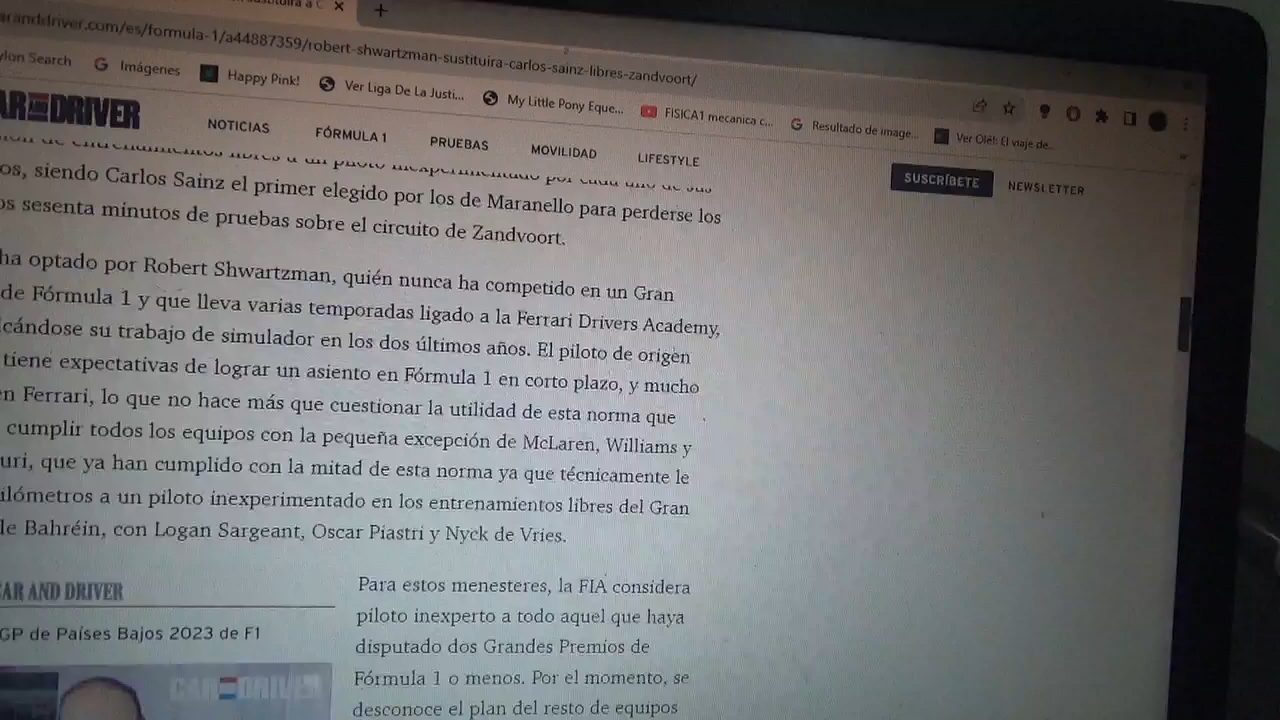 aranddriver.com/es/formula-1/a44887359/robert-shwartzman-sustituira-carlos-sainz-libres-zandvoort/
Search
Imágenes
Happy Pink!
Ver Liga De La Justi...
My Little Pony Eque...
FISICA1 mecanica c...
Resultado de image...
Ver Olé!: El viaje de...
AR AND DRIVER
NOTICIAS
FÓRMULA 1
PRUEBAS
MOVILIDAD
LIFESTYLE
SUSCRÍBETE
NEWSLETTER
os, siendo Carlos Sainz el primer elegido por los de Maranello para perderse los
os sesenta minutos de pruebas sobre el circuito de Zandvoort.
ha optado por Robert Shwartzman, quién nunca ha competido en un Gran
de Fórmula 1 y que lleva varias temporadas ligado a la Ferrari Drivers Academy,
cándose su trabajo de simulador en los dos últimos años. El piloto de origen
tiene expectativas de lograr un asiento en Fórmula 1 en corto plazo, y mucho
n Ferrari, lo que no hace más que cuestionar la utilidad de esta norma que
cumplir todos los equipos con la pequeña excepción de McLaren, Williams y
uri, que ya han cumplido con la mitad de esta norma ya que técnicamente le
ilómetros a un piloto inexperimentado en los entrenamientos libres del Gran
le Bahréin, con Logan Sargeant, Oscar Piastri y Nyck de Vries.
CAR AND DRIVER
GP de Países Bajos 2023 de F1
CAR AND DRIVER
Para estos menesteres, la FIA considera
piloto inexperto a todo aquel que haya
disputado dos Grandes Premios de
Fórmula 1 o menos. Por el momento, se
desconoce el plan del resto de equipos